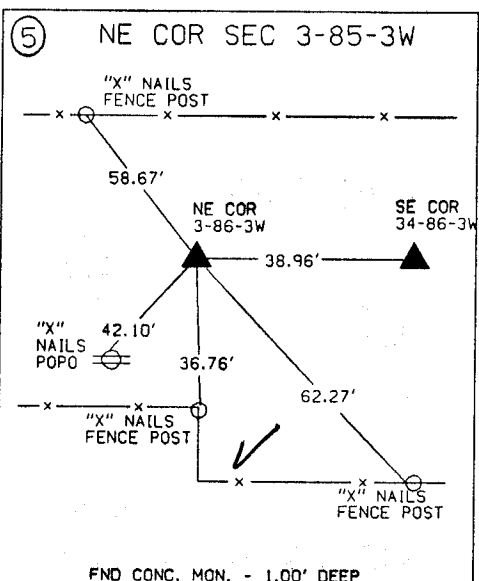 5 NE COR SEC 3-85-3W
"X" NAILS
FENCE POST
58.67'
NE COR
3-86-3W
SE COR
34-86-3W
38.96'
"X"
NAILS
POPO
42.10'
36.76'
62.27'
"X" NAILS
FENCE POST
"X" NAILS
FENCE POST
FND CONC. MON. - 1.00' DEEP